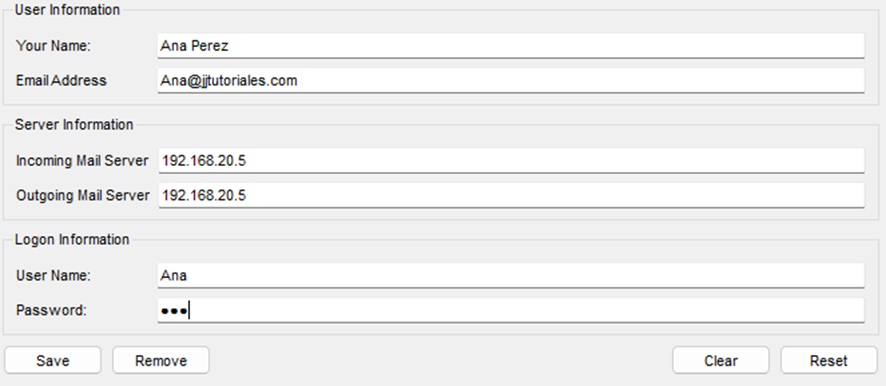 User Information
Your Name: Ana Perez
Email Address Ana@jjtutoriales.com
Server Information
Incoming Mail Server 192.168.20.5
Outgoing Mail Server 192.168.20.5
Logon Information
User Name: Ana
Password: •••
Save Remove Clear Reset